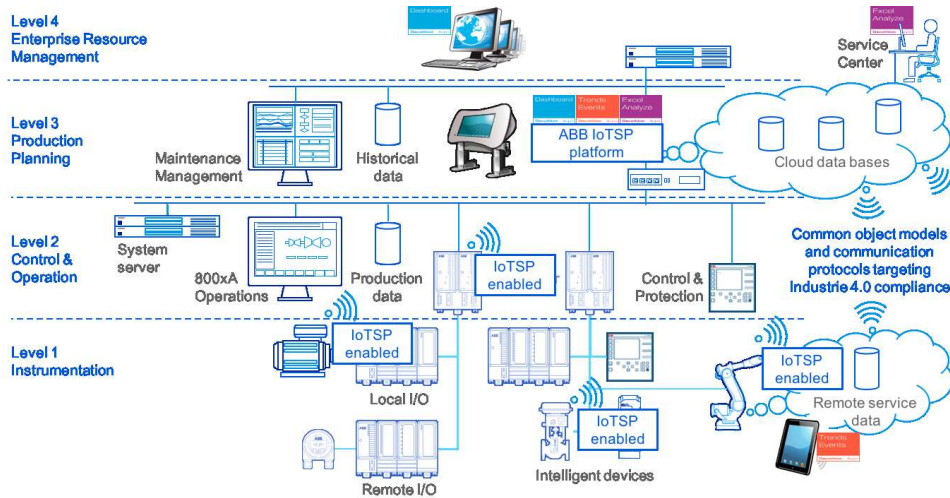 Level 4
Enterprise Resource
Management
Dashboard
Excel
Analyze
Service
Center
Level 3
Production
Planning
Maintenance
Management
Historical
data
Dashboard
Trends
Events
Excel
Analyze
ABB IoTSP
platform
Cloud data bases
Level 2
Control &
Operation
System
server
800xA
Operations
Production
data
IoTSP
enabled
Control &
Protection
Common object models
and communication
protocols targeting
Industrie 4.0 compliance
Level 1
Instrumentation
IoTSP
enabled
Local I/O
Remote I/O
IoTSP
enabled
Intelligent devices
IoTSP
enabled
Remote service
data
Trends
Events